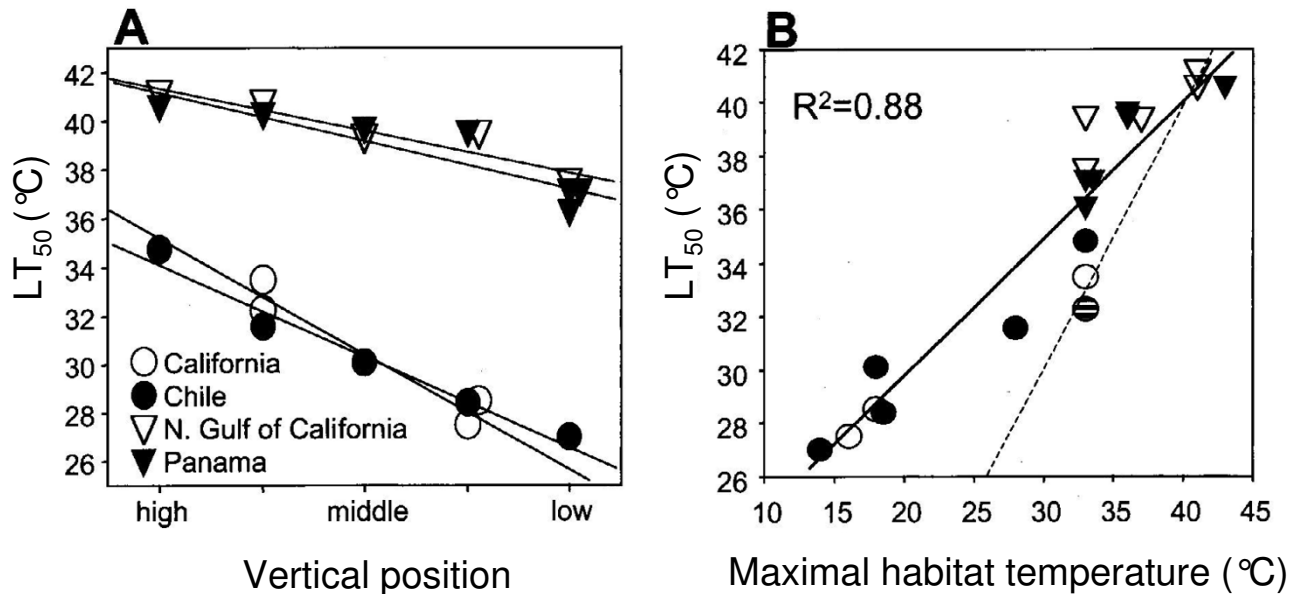 A
LT50 (°C)
42
40
38
36
34
32
30
28
26
California
Chile
N. Gulf of California
Panama
high middle low
Vertical position
B
R²=0.88
LT50 (°C)
42
40
38
36
34
32
30
28
26
10 15 20 25 30 35 40 45
Maximal habitat temperature (°C)